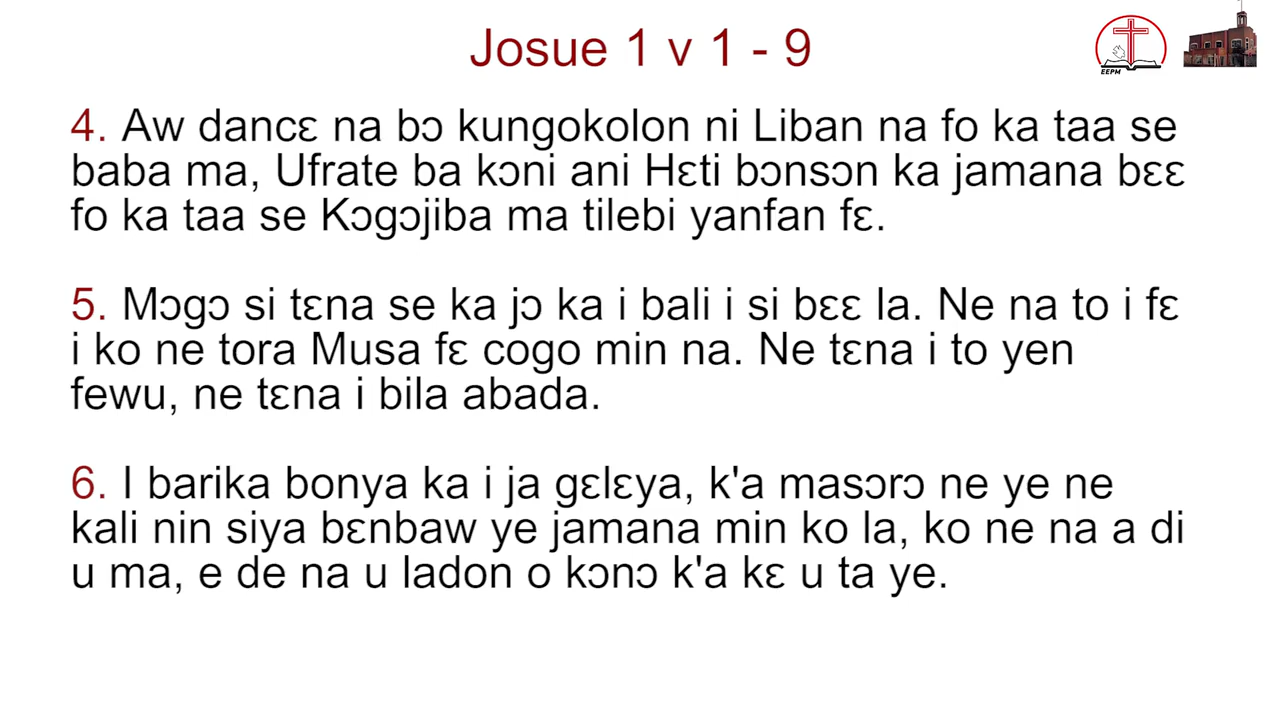 Josue 1 v 1 - 9
EEPM
4. Aw dancɛ na bɔ kungokolon ni Liban na fo ka taa se
baba ma, Ufrate ba kɔni ani Hɛti bɔnsɔn ka jamana bɛɛ
fo ka taa se Kɔgɔjiba ma tilebi yanfan fɛ.
5. Mɔgɔ si tɛna se ka jɔ ka i bali i si bɛɛ la. Ne na to i fɛ
i ko ne tora Musa fɛ cogo min na. Ne tɛna i to yen
fewu, ne tɛna i bila abada.
6. I barika bonya ka i ja gɛlɛya, k'a masɔrɔ ne ye ne
kali nin siya bɛnbaw ye jamana min ko la, ko ne na a di
u ma, e de na u ladon o kɔnɔ k'a kɛ u ta ye.